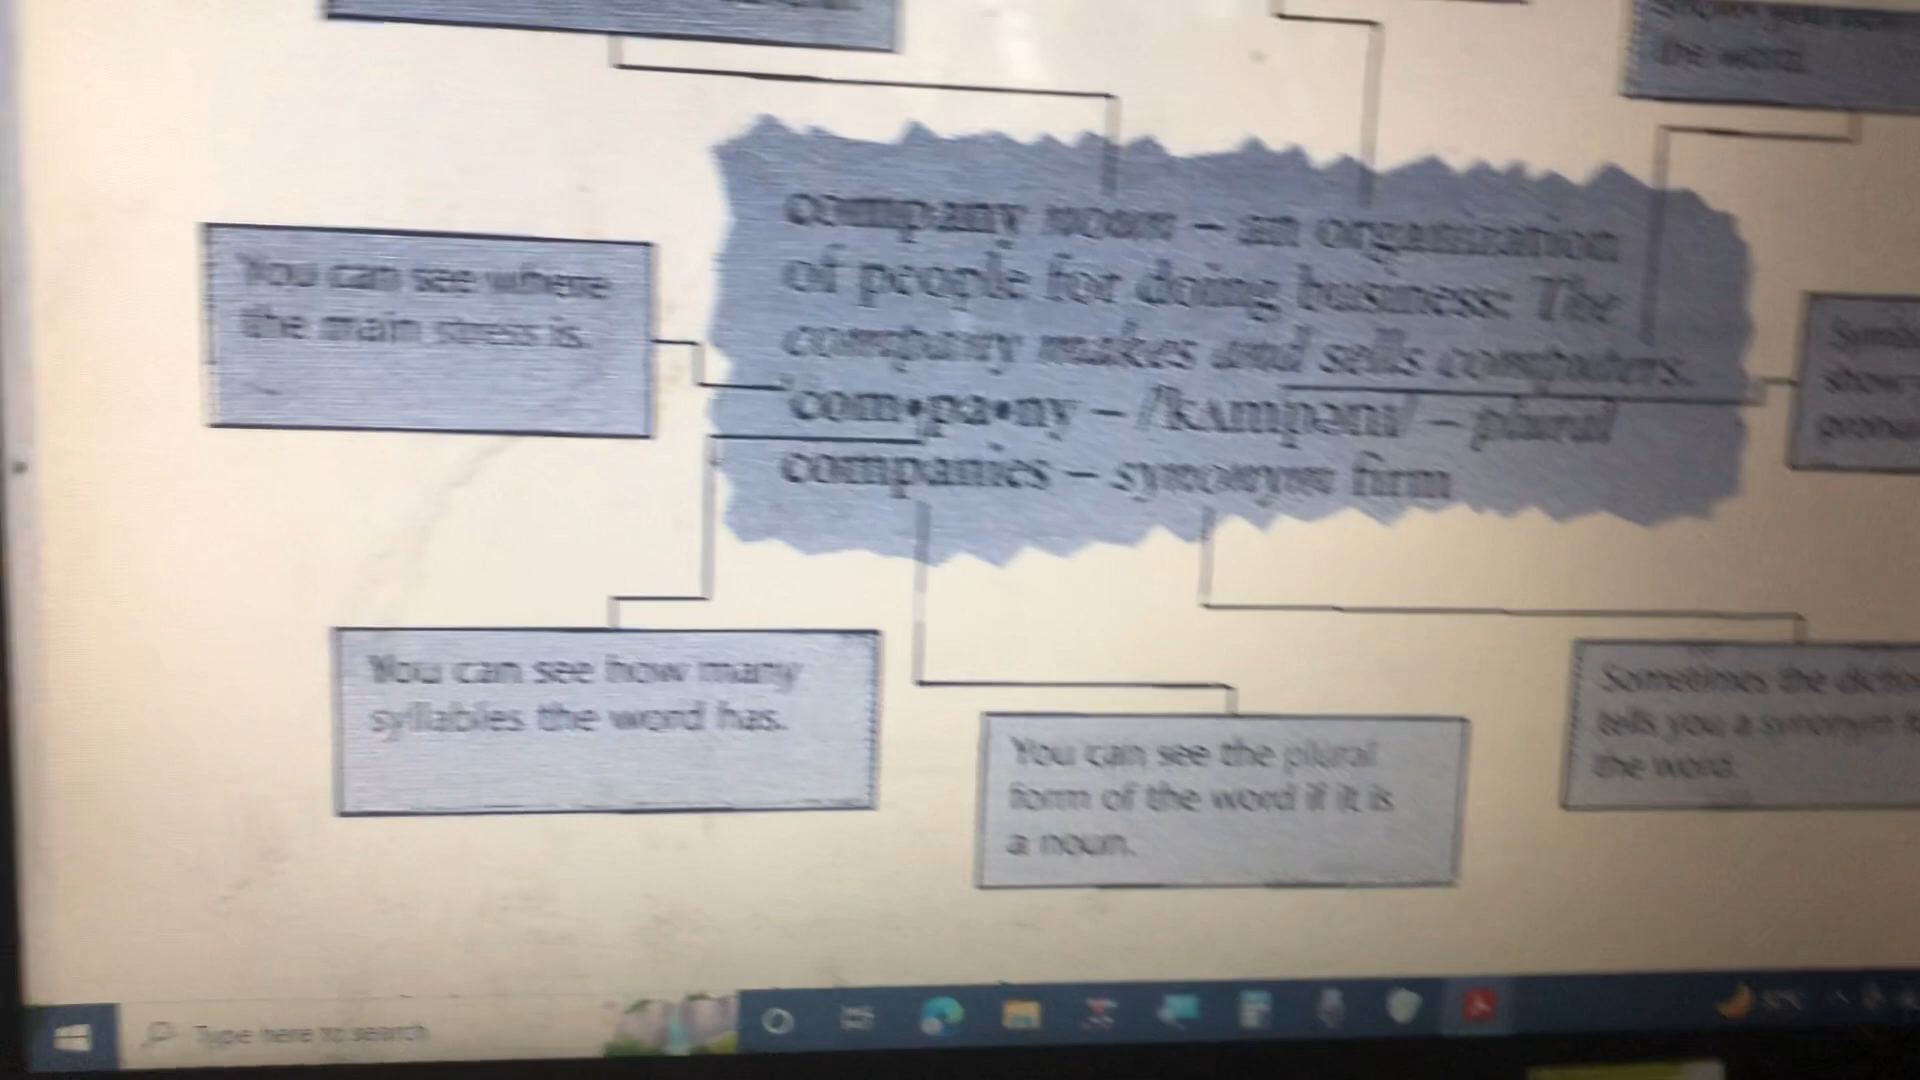 the word.
company noun – an organization
of people for doing business: The
company makes and sells computers.
'com•pa•ny – /ˈkʌmpəni/ – plural
companies – synonym firm
You can see where
the main stress is.
You can see how many
syllables the word has.
You can see the plural
form of the word if it is
a noun.
Sometimes the
tells you a synonym
the word.
Type here to search